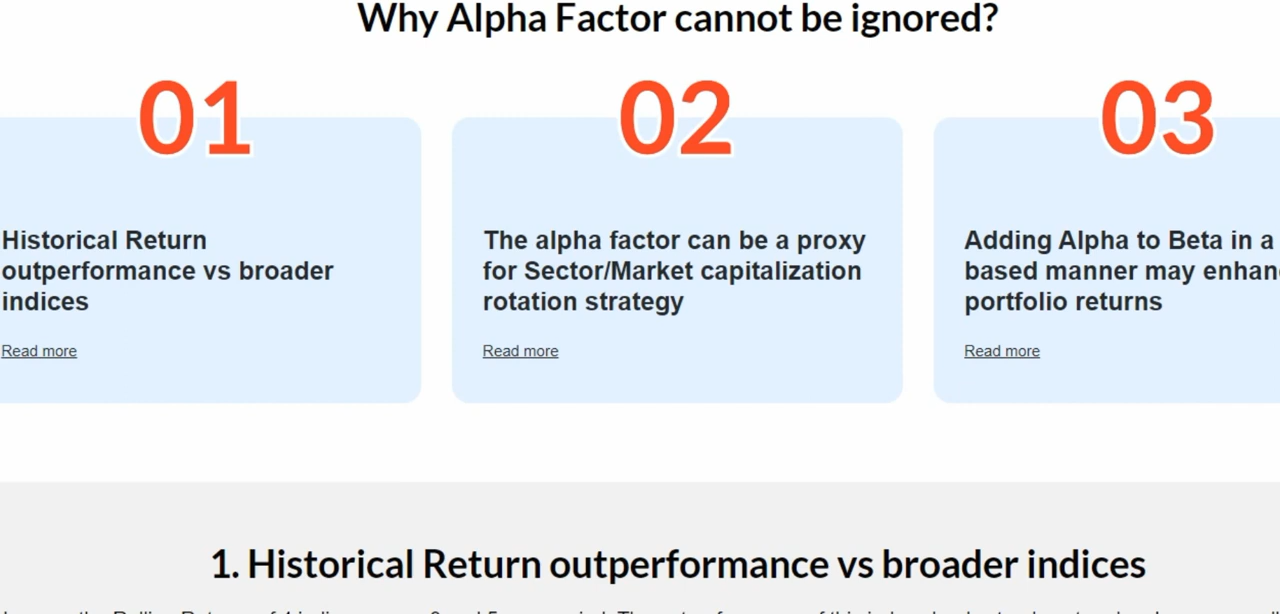 Why Alpha Factor cannot be ignored?
01
Historical Return
outperformance vs broader
indices
Read more
02
The alpha factor can be a proxy
for Sector/Market capitalization
rotation strategy
Read more
03
Adding Alpha to Beta in a
based manner may
portfolio returns
Read more
1. Historical Return outperformance vs broader indices